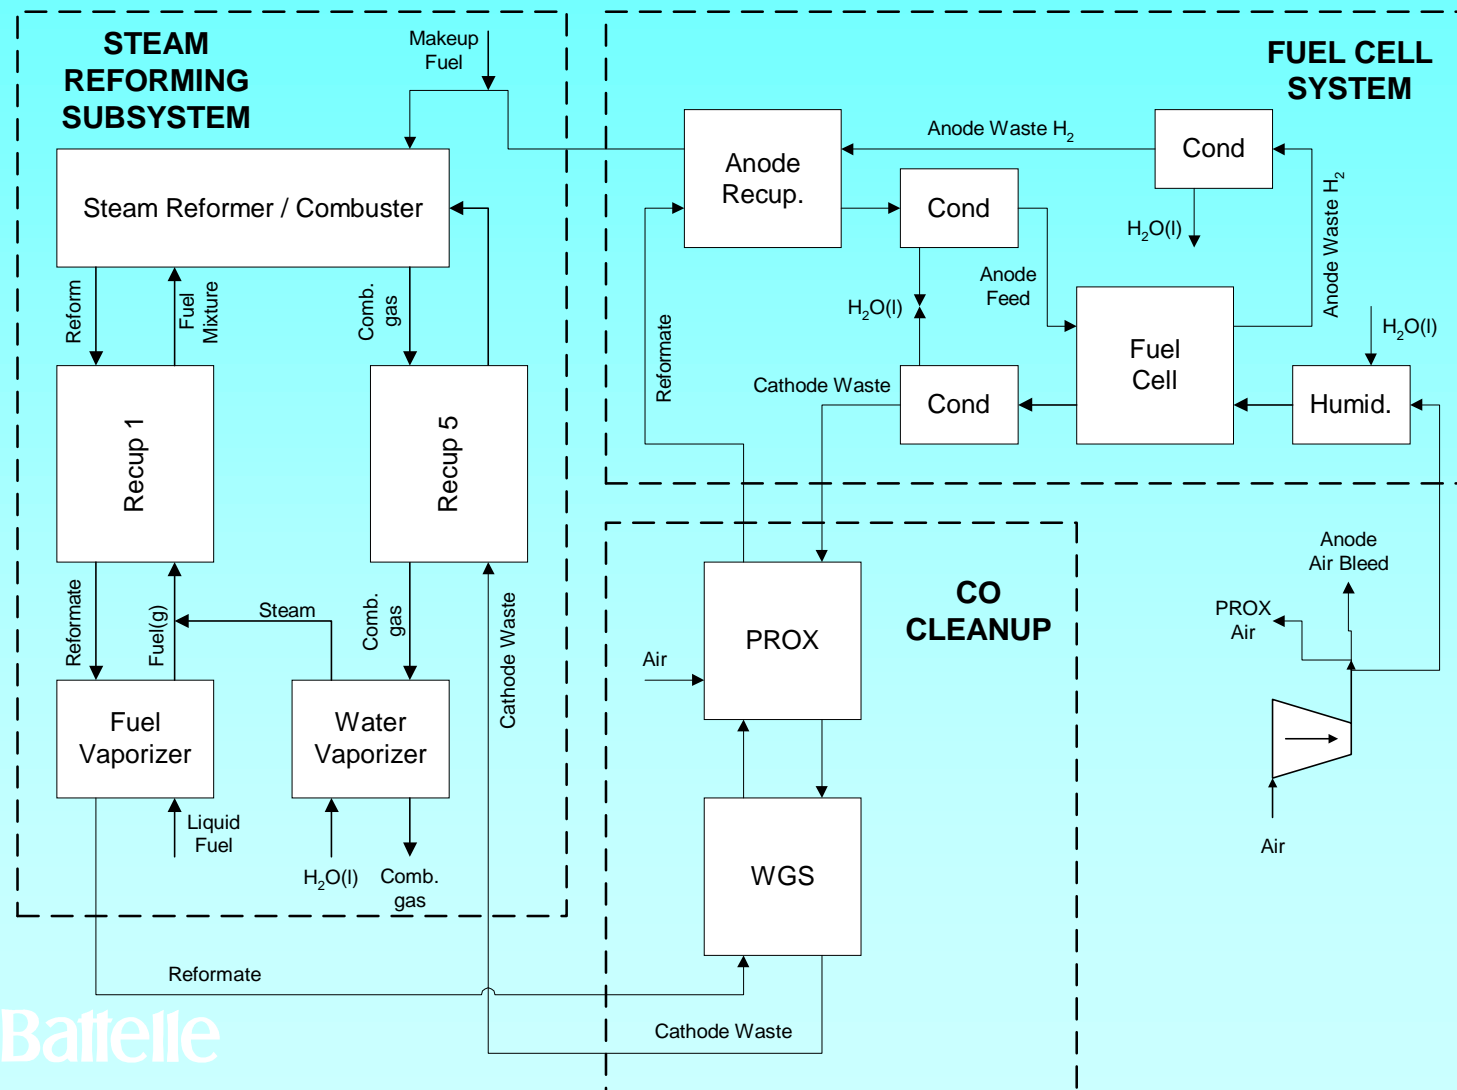 STEAM
REFORMING
SUBSYSTEM
Makeup
Fuel
Steam Reformer / Combuster
Reform
Fuel
Mixture
Comb.
gas
Recup 1
Recup 5
Reformate
Fuel(g)
Steam
Comb.
gas
Cathode Waste
Fuel
Vaporizer
Water
Vaporizer
Liquid
Fuel
H2O(l)
Comb.
gas
Reformate
Battelle
FUEL CELL
SYSTEM
Anode
Recup.
Anode Waste H2
Cond
Cond
H2O(l)
Anode Waste H2
Anode
Feed
H2O(l)
Fuel
Cell
H2O(l)
Reformate
Cathode Waste
Cond
Humid.
CO
CLEANUP
PROX
Air
WGS
Cathode Waste
Anode
Air Bleed
PROX
Air
Air